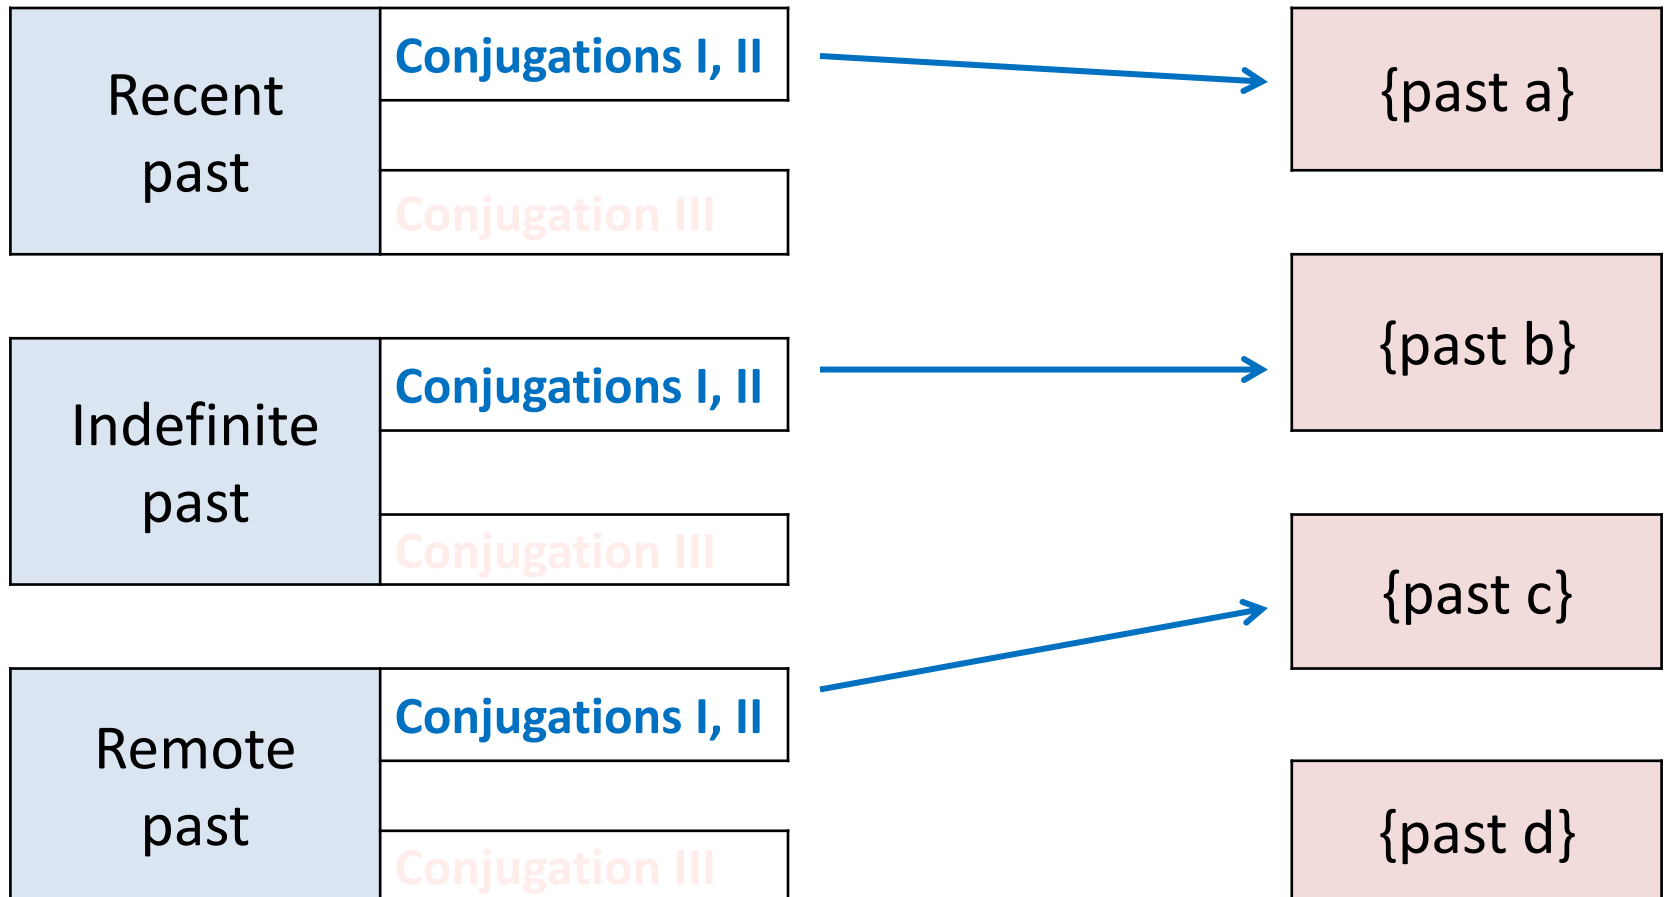 Recent
past
Conjugations I, II
Conjugation III
{past a}
Indefinite
past
Conjugations I, II
Conjugation III
{past b}
Remote
past
Conjugations I, II
Conjugation III
{past c}
{past d}